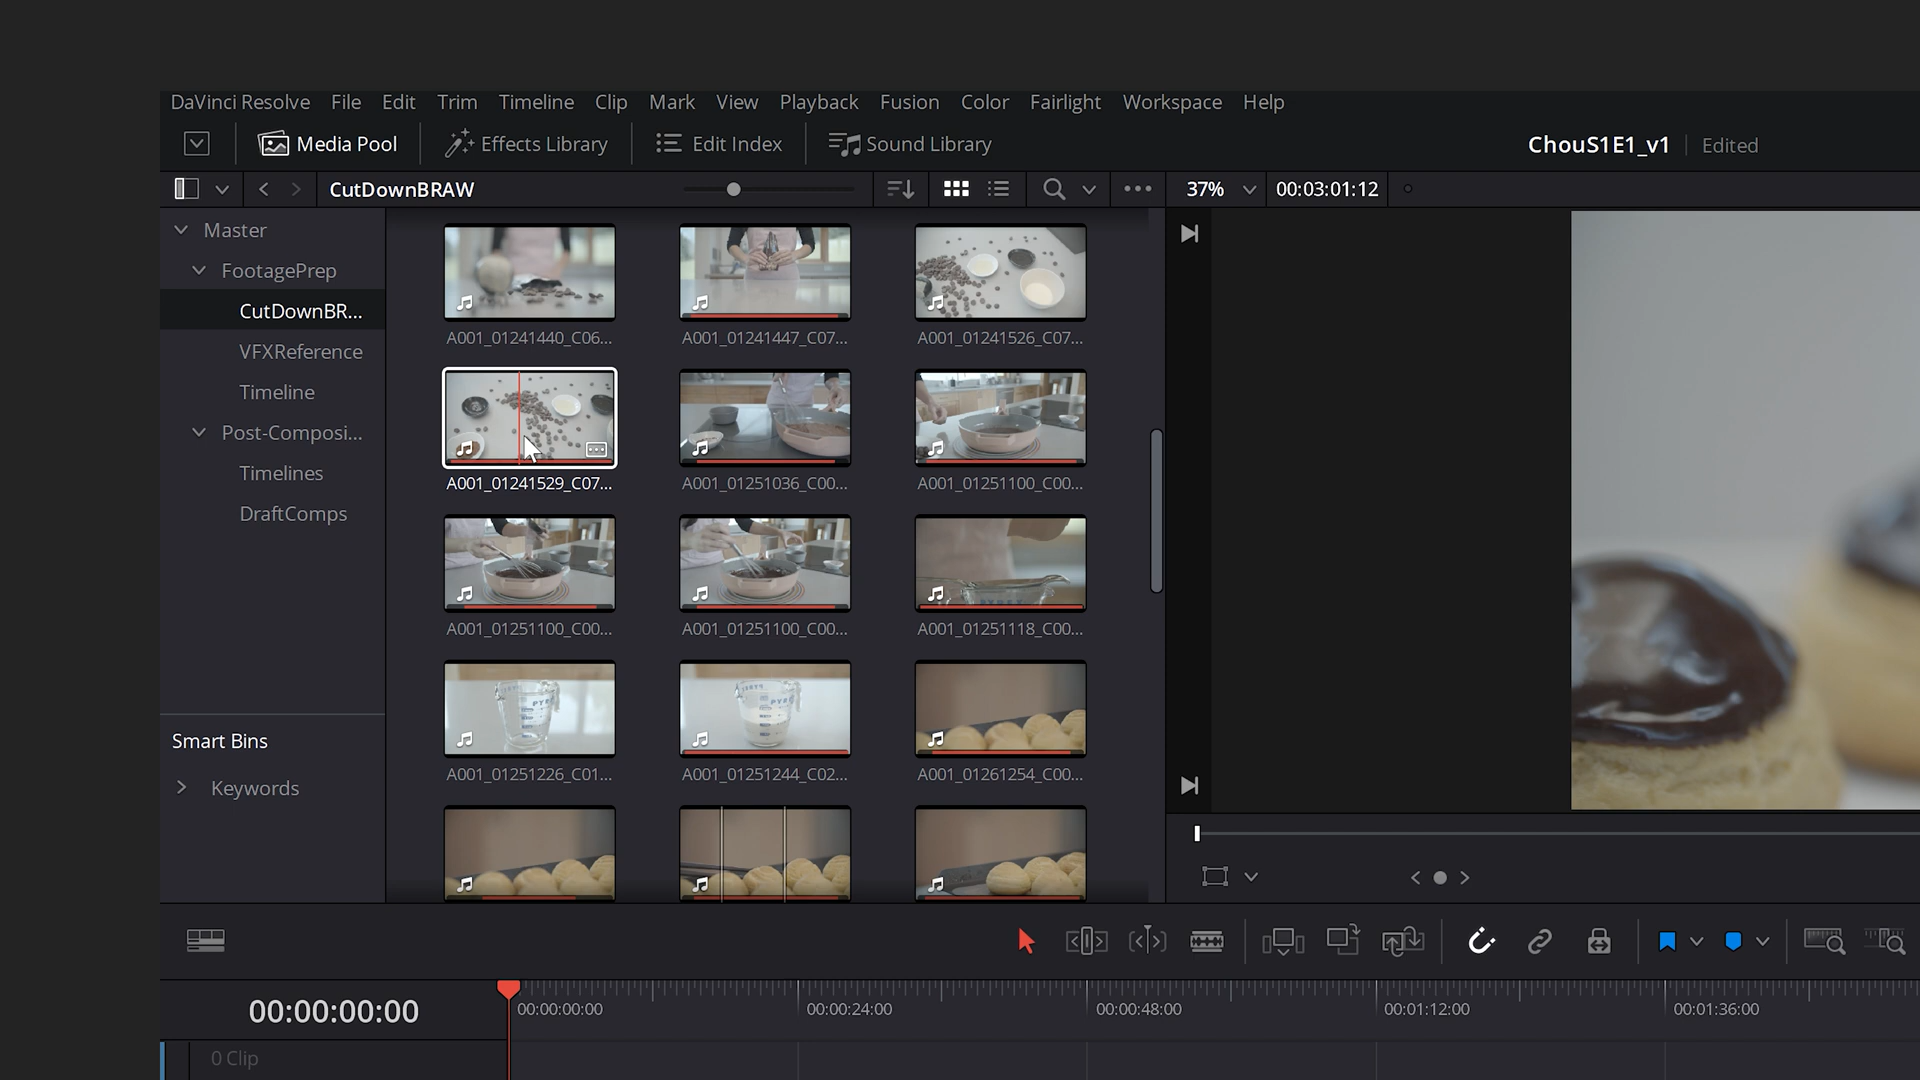 DaVinci Resolve File Edit Trim Timeline Clip Mark View Playback Fusion Color Fairlight Workspace Help
Media Pool Effects Library Edit Index Sound Library ChouS1E1_v1 Edited
CutDownBRAW 37% 00:03:01:12
Master
FootagePrep
CutDownBR...
VFXReference
Timeline
Post-Composi...
Timelines
DraftComps
Smart Bins
Keywords
A001_01241440_C06... A001_01241447_C07... A001_01241526_C07...
A001_01241529_C07... A001_01251036_C00... A001_01251100_C00...
A001_01251100_C00... A001_01251100_C00... A001_01251118_C00...
A001_01251226_C01... A001_01251244_C02... A001_01261254_C00...
00:00:00:00 00:00:00:00 00:00:24:00 00:00:48:00 00:01:12:00 00:01:36:00
0 Clip